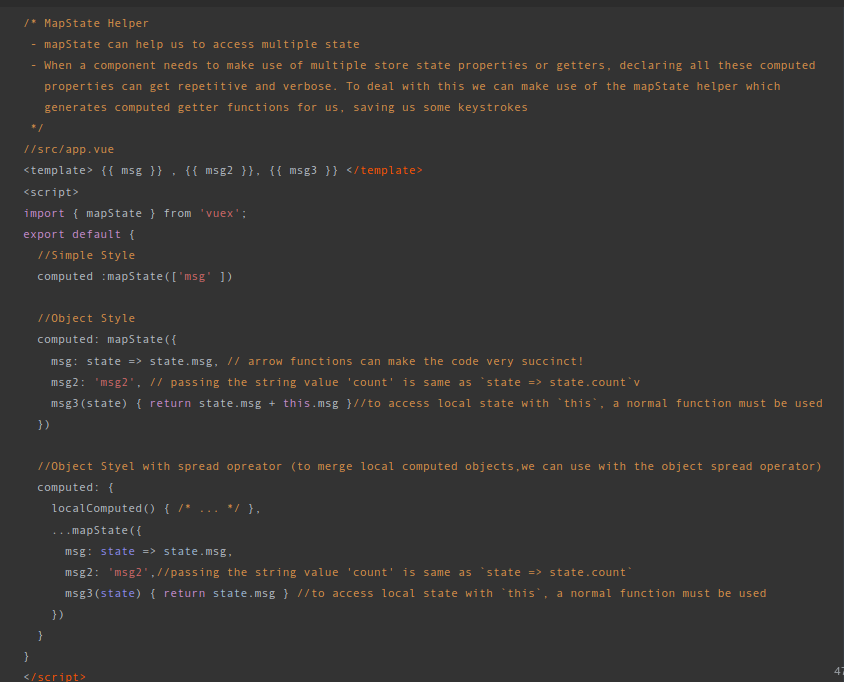 /* MapState Helper
- mapState can help us to access multiple state
- When a component needs to make use of multiple store state properties or getters, declaring all these computed
properties can get repetitive and verbose. To deal with this we can make use of the mapState helper which
generates computed getter functions for us, saving us some keystrokes
*/
//src/app.vue
<template> {{ msg }} , {{ msg2 }}, {{ msg3 }} </template>
<script>
import { mapState } from 'vuex';
export default {
//Simple Style
computed :mapState(['msg' ])
//Object Style
computed: mapState({
msg: state => state.msg, // arrow functions can make the code very succinct!
msg2: 'msg2', // passing the string value 'count' is same as `state => state.count`v
msg3(state) { return state.msg + this.msg }//to access local state with `this`, a normal function must be used
})
//Object Styel with spread opreator (to merge local computed objects,we can use with the object spread operator)
computed: {
localComputed() { /* ... */ },
...mapState({
msg: state => state.msg,
msg2: 'msg2',//passing the string value 'count' is same as `state => state.count`
msg3(state) { return state.msg } //to access local state with `this`, a normal function must be used
})
}
}
</script>
47